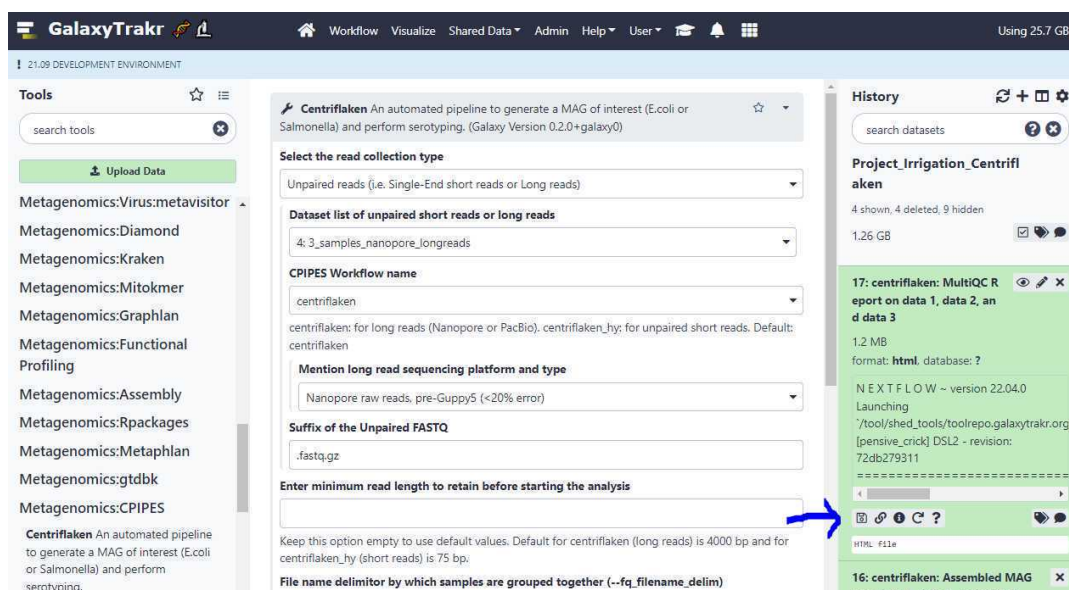 GalaxyTrakr
Workflow Visualize Shared Data Admin Help User
Using 25.7 GB
! 21.09 DEVELOPMENT ENVIRONMENT
Tools
search tools
Upload Data
Metagenomics:Virus:metavisitor
Metagenomics:Diamond
Metagenomics:Kraken
Metagenomics:Mitokmer
Metagenomics:Graphlan
Metagenomics:Functional
Profiling
Metagenomics:Assembly
Metagenomics:Rpackages
Metagenomics:Metaphlan
Metagenomics:gtdbk
Metagenomics:CPIPES
Centriflaken An automated pipeline
to generate a MAG of interest (E.coli
or Salmonella) and perform
serotyping.
Centriflaken An automated pipeline to generate a MAG of interest (E.coli or
Salmonella) and perform serotyping. (Galaxy Version 0.2.0+galaxy0)
Select the read collection type
Unpaired reads (i.e. Single-End short reads or Long reads)
Dataset list of unpaired short reads or long reads
4: 3_samples_nanopore_longreads
CPIPES Workflow name
centriflaken
centriflaken: for long reads (Nanopore or PacBio). centriflaken_hy: for unpaired short reads. Default:
centriflaken
Mention long read sequencing platform and type
Nanopore raw reads, pre-Guppy5 (<20% error)
Suffix of the Unpaired FASTQ
.fastq.gz
Enter minimum read length to retain before starting the analysis
Keep this option empty to use default values. Default for centriflaken (long reads) is 4000 bp and for
centriflaken_hy (short reads) is 75 bp.
File name delimitor by which samples are grouped together (--fq_filename_delim)
History
search datasets
Project_Irrigation_Centrifl
aken
4 shown, 4 deleted, 9 hidden
1.26 GB
17: centriflaken: MultiQC R
eport on data 1, data 2, an
d data 3
1.2 MB
format: html, database: ?
N E X T F L O W ~ version 22.04.0
Launching
`/tool/shed_tools/toolrepo.galaxytrakr.org
[pensive_crick] DSL2 - revision:
72db279311
============================
HTML file
16: centriflaken: Assembled MAG